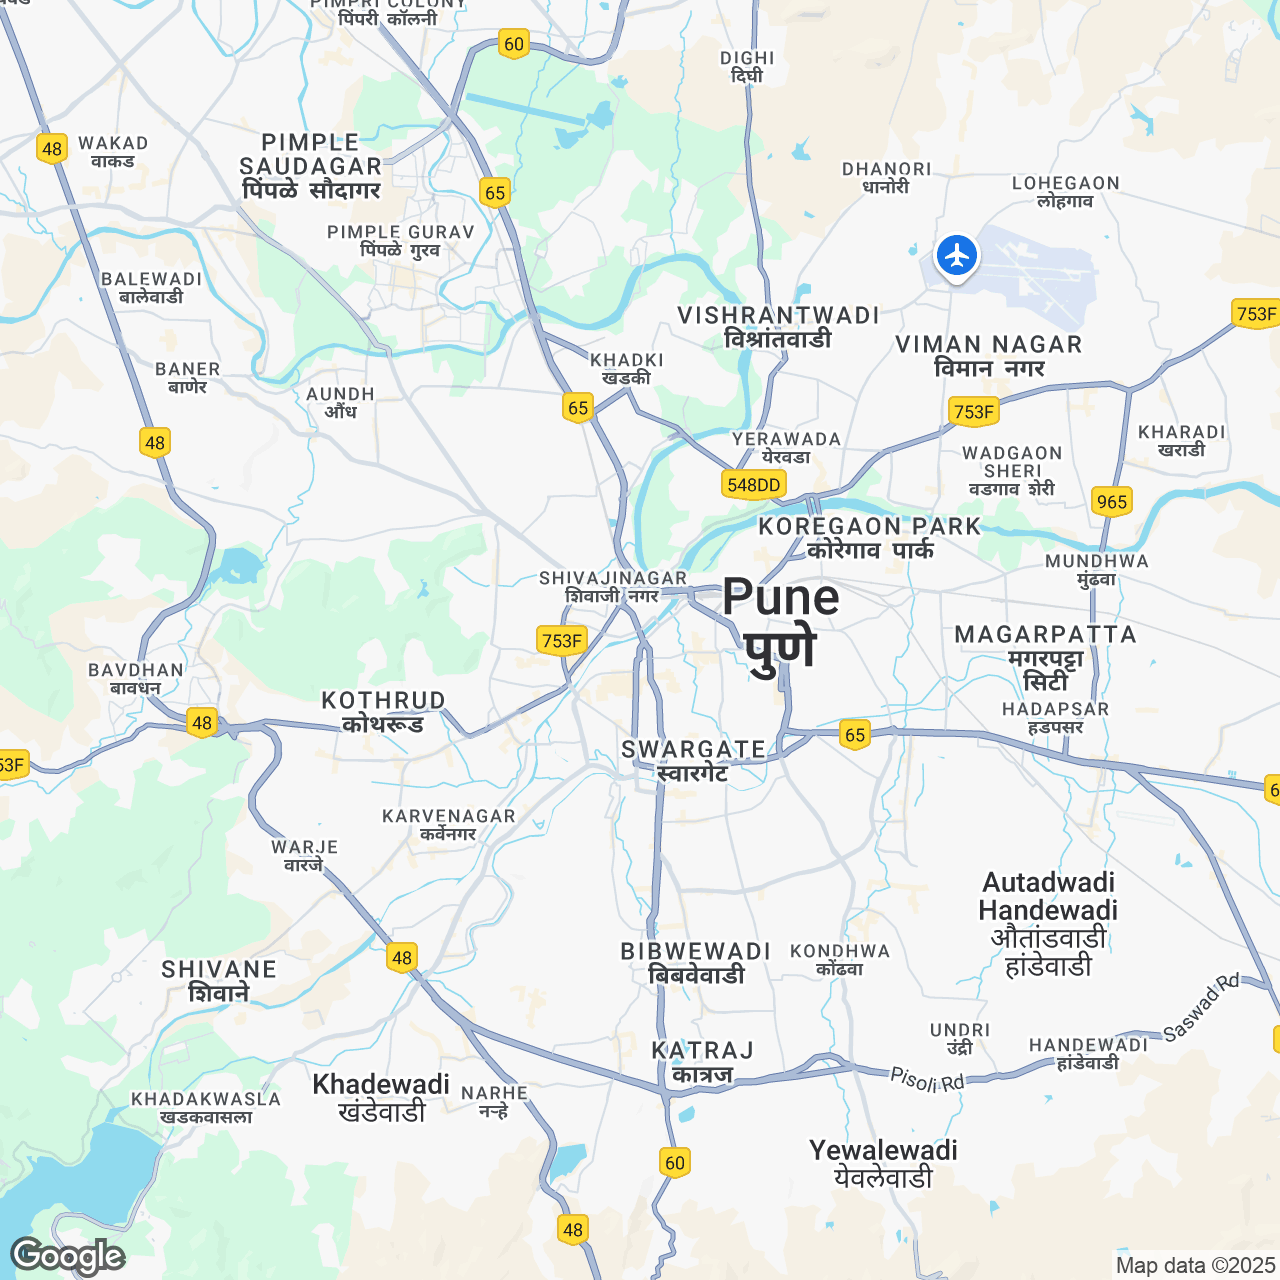 PIMPRI COLONY
पिंपरी कॉलनी
60
DIGHI
दिघी
48
WAKAD
वाकड
PIMPLE
SAUDAGAR
पिंपळे सौदागर
65
DHANORI
धानोरी
LOHEGAON
लोहगाव
PIMPLE GURAV
पिंपळे गुरव
BALEWADI
बालेवाडी
VISHRANTWADI
विश्रांतवाडी
753F
VIMAN NAGAR
विमान नगर
KHADKI
खडकी
BANER
बाणेर
AUNDH
औंध
65
753F
48
YERAWADA
येरवडा
KHARADI
खराडी
WADGAON
SHERI
वडगाव शेरी
548DD
965
KOREGAON PARK
कोरेगाव पार्क
MUNDHWA
मुंढवा
SHIVAJINAGAR
शिवाजी नगर
Pune
पुणे
753F
MAGARPATTA
मगरपट्टा
सिटी
BAVDHAN
बावधन
KOTHRUD
कोथरूड
48
HADAPSAR
हडपसर
65
SWARGATE
स्वारगेट
53F
6
KARVENAGAR
कर्वेनगर
WARJE
वारजे
Autadwadi
Handewadi
औतांडवाडी
हांडेवाडी
48
BIBWEWADI
बिबवेवाडी
KONDHWA
कोंढवा
SHIVANE
शिवाने
Saswad Rd
UNDRI
उंद्री
HANDEWADI
हांडेवाडी
KATRAJ
कात्रज
Pisoli Rd
Khadewadi
खंडेवाडी
NARHE
नऱ्हे
KHADAKWASLA
खडकवासला
Yewalewadi
येवलेवाडी
60
48
Google
Map data ©2025